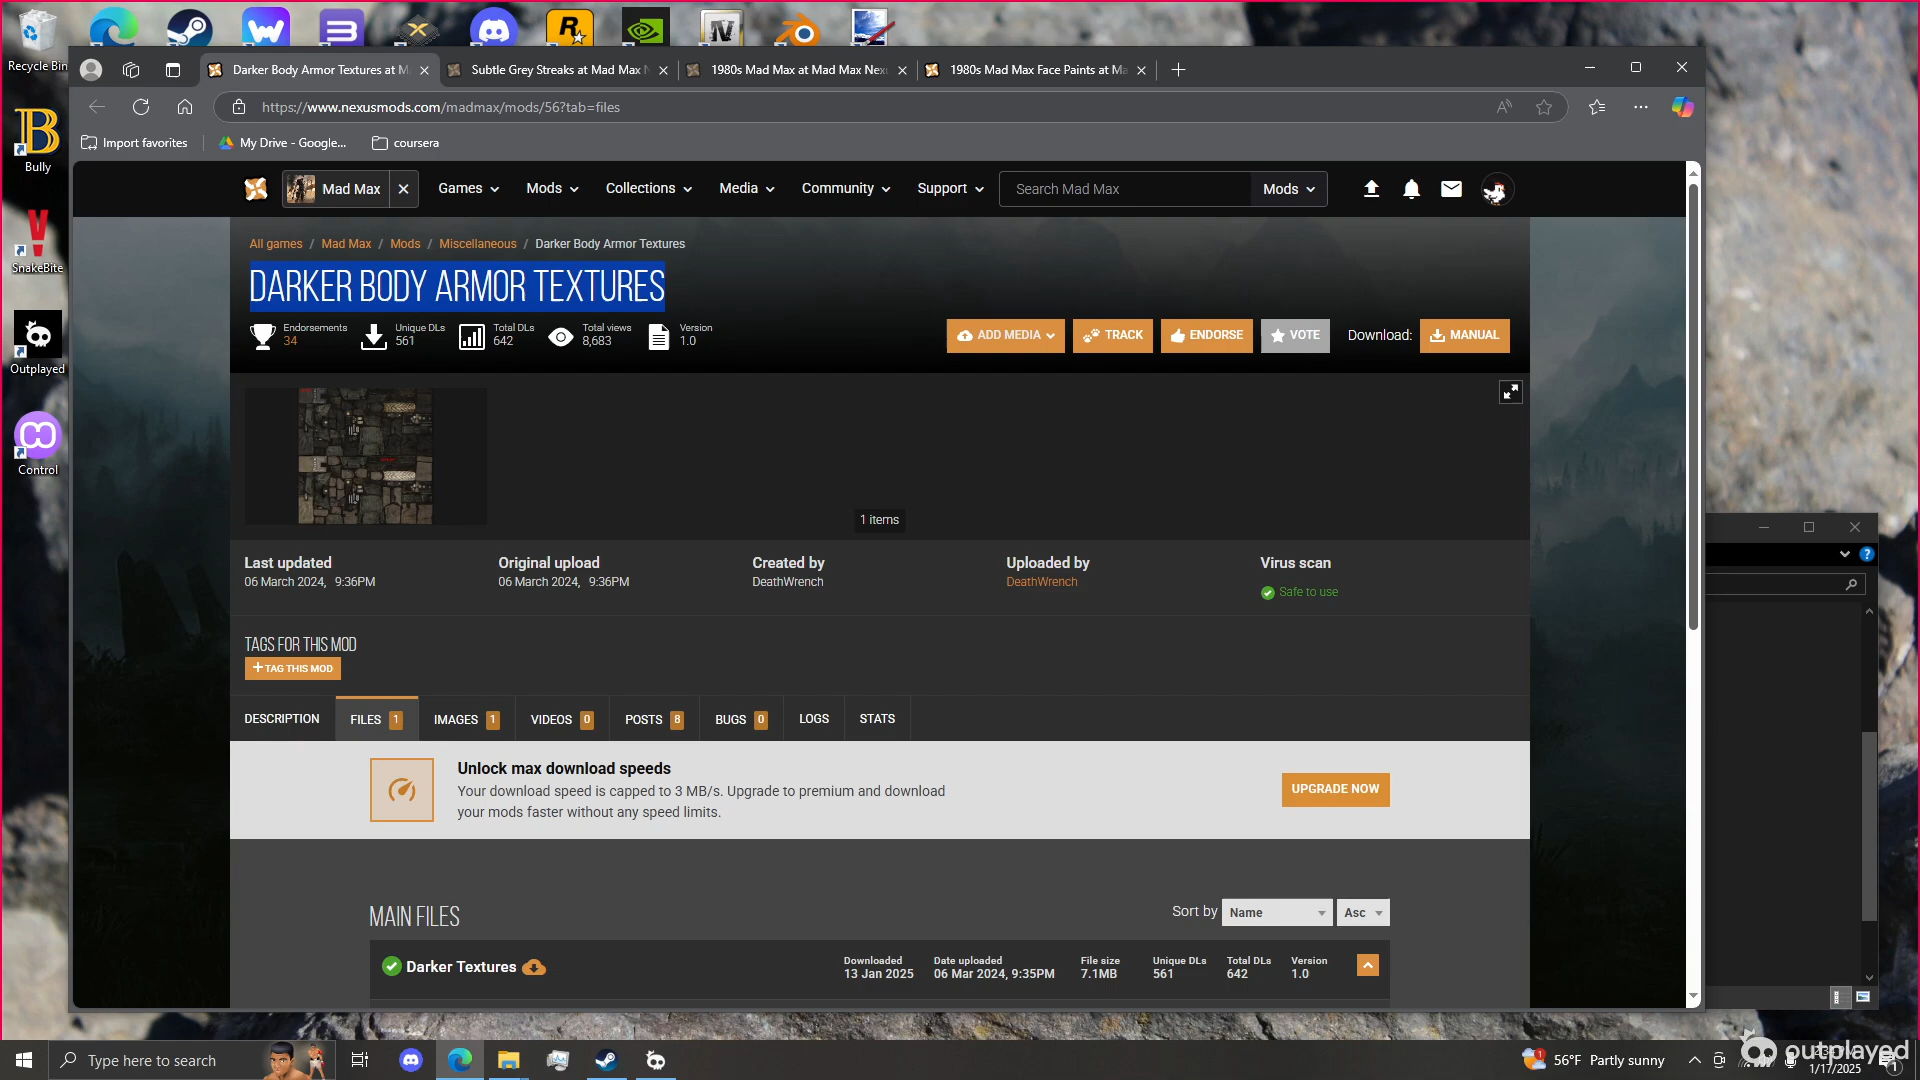 Recycle Bin
Bully
SnakeBite
Outplayed
Control
Darker Body Armor Textures at M
Subtle Grey Streaks at Mad Max N
1980s Mad Max at Mad Max Nex
1980s Mad Max Face Paints at Ma
https://www.nexusmods.com/madmax/mods/56?tab=files
Import favorites
My Drive - Google...
coursera
Mad Max
Games
Mods
Collections
Media
Community
Support
Search Mad Max
Mods
All games / Mad Max / Mods / Miscellaneous / Darker Body Armor Textures
DARKER BODY ARMOR TEXTURES
Endorsements
34
Unique DLs
561
Total DLs
642
Total views
8,683
Version
1.0
ADD MEDIA
TRACK
ENDORSE
VOTE
Download:
MANUAL
1 items
Last updated
06 March 2024, 9:36PM
Original upload
06 March 2024, 9:36PM
Created by
DeathWrench
Uploaded by
DeathWrench
Virus scan
Safe to use
TAGS FOR THIS MOD
+ TAG THIS MOD
DESCRIPTION
FILES 1
IMAGES 1
VIDEOS 0
POSTS 8
BUGS 0
LOGS
STATS
Unlock max download speeds
Your download speed is capped to 3 MB/s. Upgrade to premium and download
your mods faster without any speed limits.
UPGRADE NOW
MAIN FILES
Sort by
Name
Asc
Darker Textures
Downloaded
13 Jan 2025
Date uploaded
06 Mar 2024, 9:35PM
File size
7.1MB
Unique DLs
561
Total DLs
642
Version
1.0
Type here to search
56°F Partly sunny
1/17/2025
outplayed